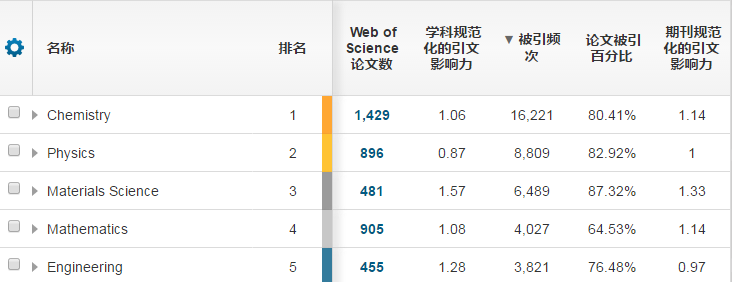 名称 排名 Web of Science 论文数 学科规范化的引文影响力 ▼ 被引频次 论文被引百分比 期刊规范化的引文影响力
Chemistry 1 1,429 1.06 16,221 80.41% 1.14
Physics 2 896 0.87 8,809 82.92% 1
Materials Science 3 481 1.57 6,489 87.32% 1.33
Mathematics 4 905 1.08 4,027 64.53% 1.14
Engineering 5 455 1.28 3,821 76.48% 0.97